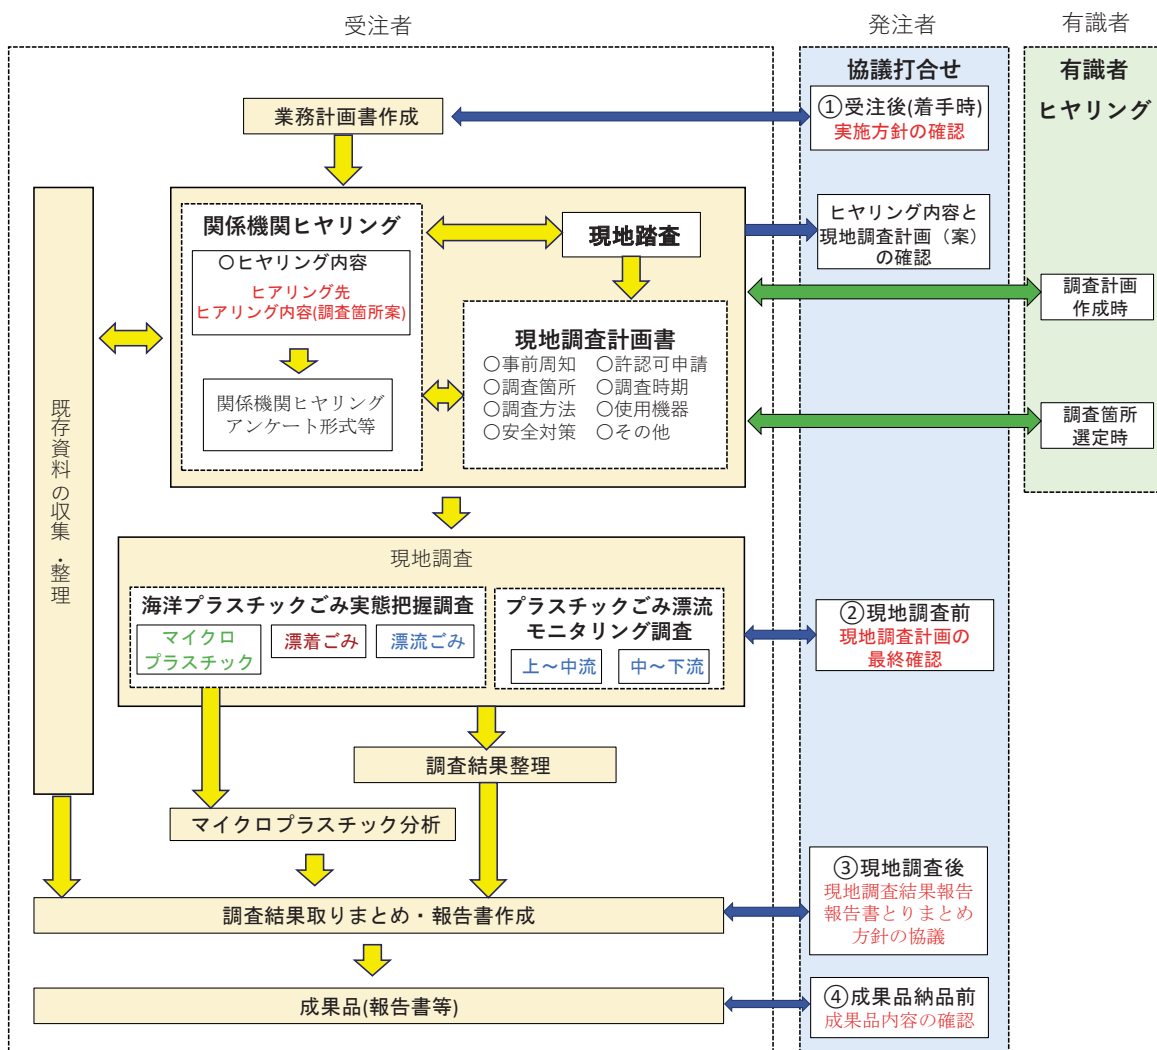 受注者
発注者
有識者
協議打合せ
有識者
ヒヤリング
業務計画書作成
①受注後(着手時)
実施方針の確認
関係機関ヒヤリング
○ヒヤリング内容
ヒアリング先
ヒアリング内容(調査箇所案)
関係機関ヒヤリング
アンケート形式等
現地踏査
現地調査計画書
○事前周知 ○許認可申請
○調査箇所 ○調査時期
○調査方法 ○使用機器
○安全対策 ○その他
ヒヤリング内容と
現地調査計画（案）
の確認
調査計画
作成時
調査箇所
選定時
既存資料の収集・整理
現地調査
海洋プラスチックごみ実態把握調査
マイクロ
プラスチック
漂着ごみ
漂流ごみ
プラスチックごみ漂流
モニタリング調査
上～中流
中～下流
②現地調査前
現地調査計画の
最終確認
調査結果整理
マイクロプラスチック分析
調査結果取りまとめ・報告書作成
③現地調査後
現地調査結果報告
報告書とりまとめ
方針の協議
成果品(報告書等)
④成果品納品前
成果品内容の確認